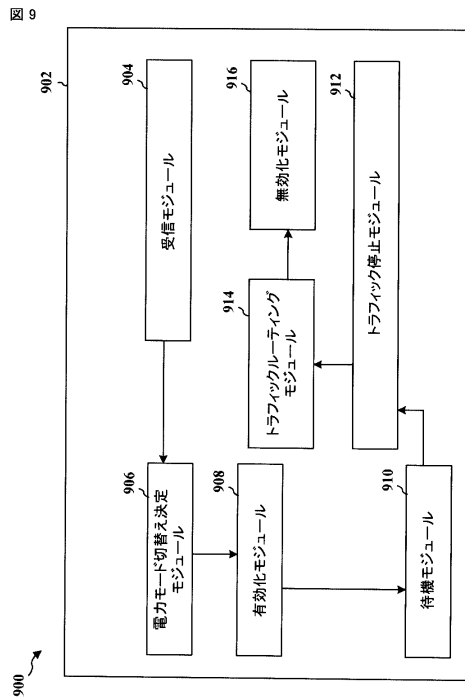 図 9
900
902
904
受信モジュール
906
電力モード切替え決定
モジュール
908
有効化モジュール
910
待機モジュール
912
トラフィック停止モジュール
914
トラフィックルーティング
モジュール
916
無効化モジュール